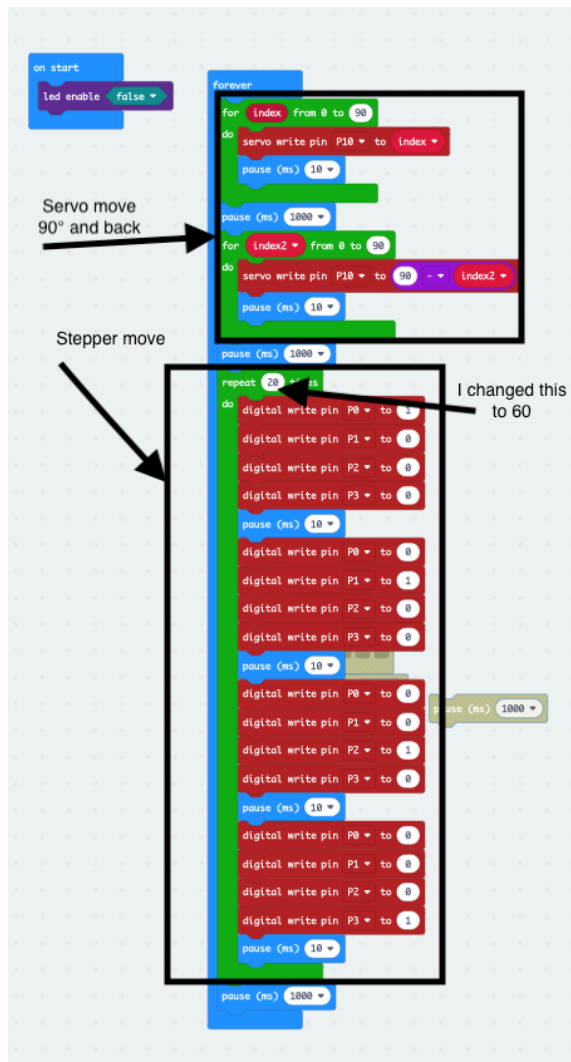 on start
led enable false
forever
for index from 0 to 90
do
servo write pin P10 to index
pause (ms) 10
pause (ms) 1000
Servo move
90° and back
for index2 from 0 to 90
do
servo write pin P10 to 90 - index2
pause (ms) 10
pause (ms) 1000
Stepper move
repeat 20
I changed this
to 60
do
digital write pin P0 to 1
digital write pin P1 to 0
digital write pin P2 to 0
digital write pin P3 to 0
pause (ms) 10
digital write pin P0 to 0
digital write pin P1 to 1
digital write pin P2 to 0
digital write pin P3 to 0
pause (ms) 10
digital write pin P0 to 0
digital write pin P1 to 0
digital write pin P2 to 1
digital write pin P3 to 0
pause (ms) 10
(ms) 1000
digital write pin P0 to 0
digital write pin P1 to 0
digital write pin P2 to 0
digital write pin P3 to 1
pause (ms) 10
pause (ms) 1000